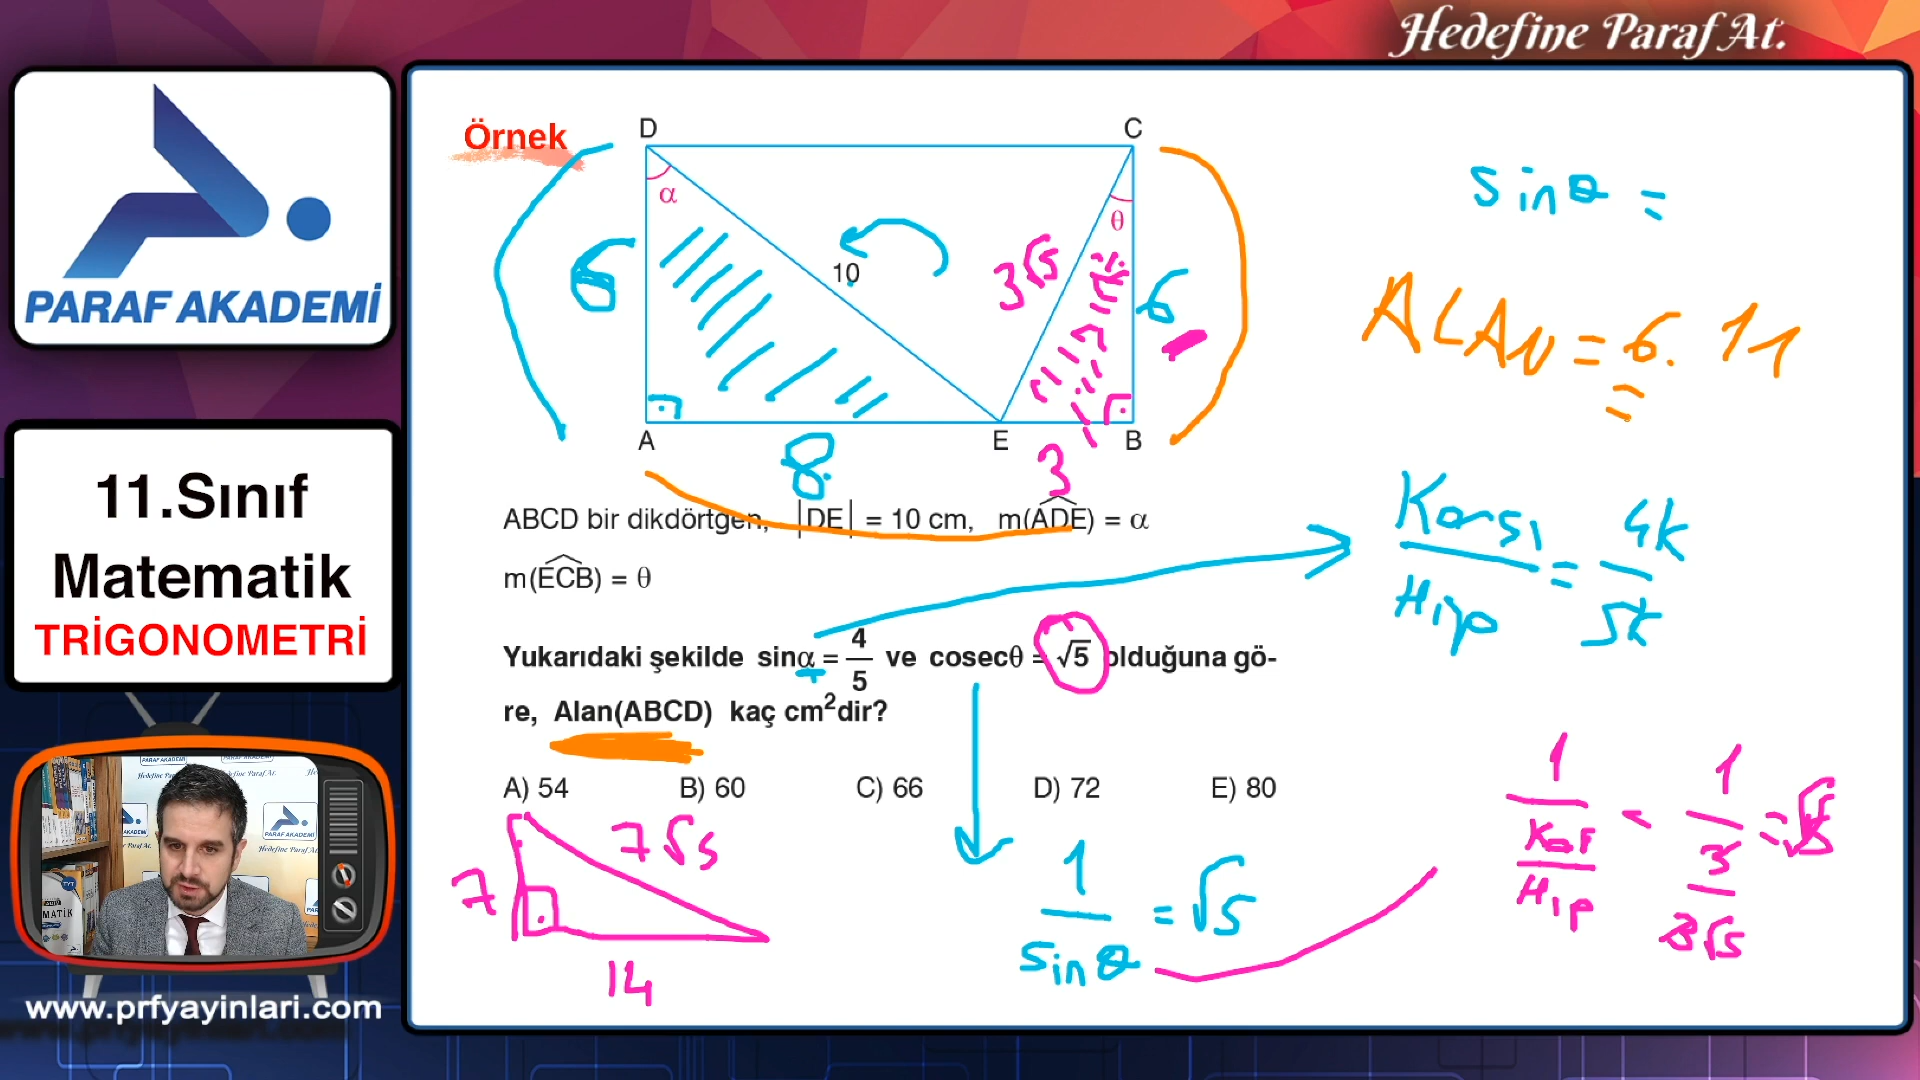 Hedefine Paraf At.
PARAF AKADEMİ
11.Sınıf
Matematik
TRİGONOMETRİ
www.prfyayinlari.com
Örnek
D
C
α
θ
10
6
3√5
6
A
E
B
8
3
sinθ =
ALAN = 6.11
=
ABCD bir dikdörtgen, |DE| = 10 cm, m(ADE) = α
m(ECB) = θ
Karşı
Hip
= 4k
5k
Yukarıdaki şekilde sinα = 4/5 ve cosecθ = √5 olduğuna gö-
re, Alan(ABCD) kaç cm²dir?
A) 54 B) 60 C) 66 D) 72 E) 80
7
7√5
14
1
sinθ
= √5
1
Kar
Hip
=
1
3
3√5
= √5